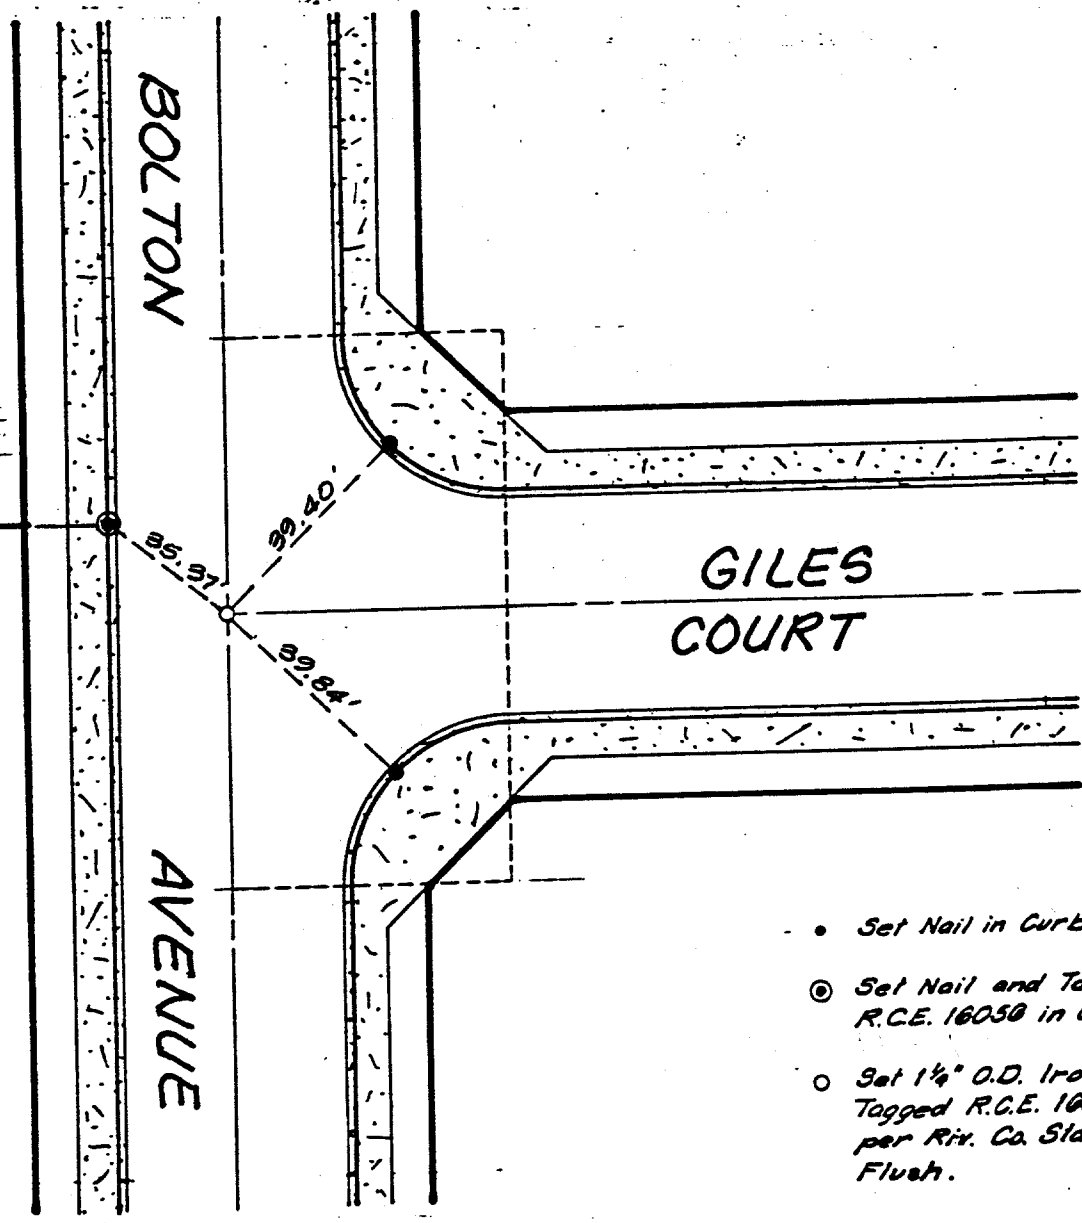 BOLTON
AVENUE
39.40'
35.37'
39.84'
GILES
COURT
• Set Nail in Curb
Set Nail and Ta
R.C.E. 16056 in
Set 1¼" O.D. Iro
Tagged R.C.E. 16
per Riv. Co. Sta
Flush.